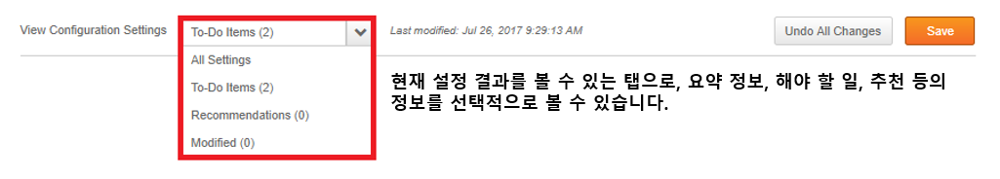 View Configuration Settings To-Do Items (2) Last modified: Jul 26, 2017 9:29:13 AM Undo All Changes Save
All Settings
To-Do Items (2)
Recommendations (0)
Modified (0)
현재 설정 결과를 볼 수 있는 탭으로, 요약 정보, 해야 할 일, 추천 등의
정보를 선택적으로 볼 수 있습니다.